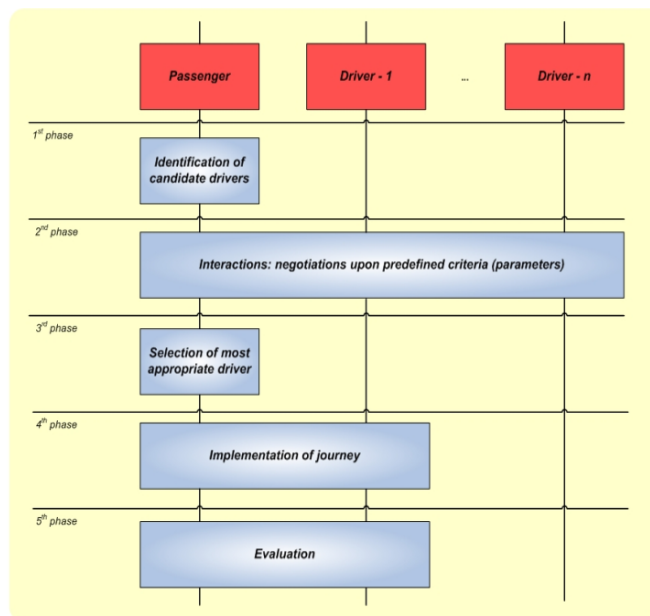 Passenger
Driver - 1
...
Driver - n
1st phase
Identification of
candidate drivers
2nd phase
Interactions: negotiations upon predefined criteria (parameters)
3rd phase
Selection of most
appropriate driver
4th phase
Implementation of journey
5th phase
Evaluation